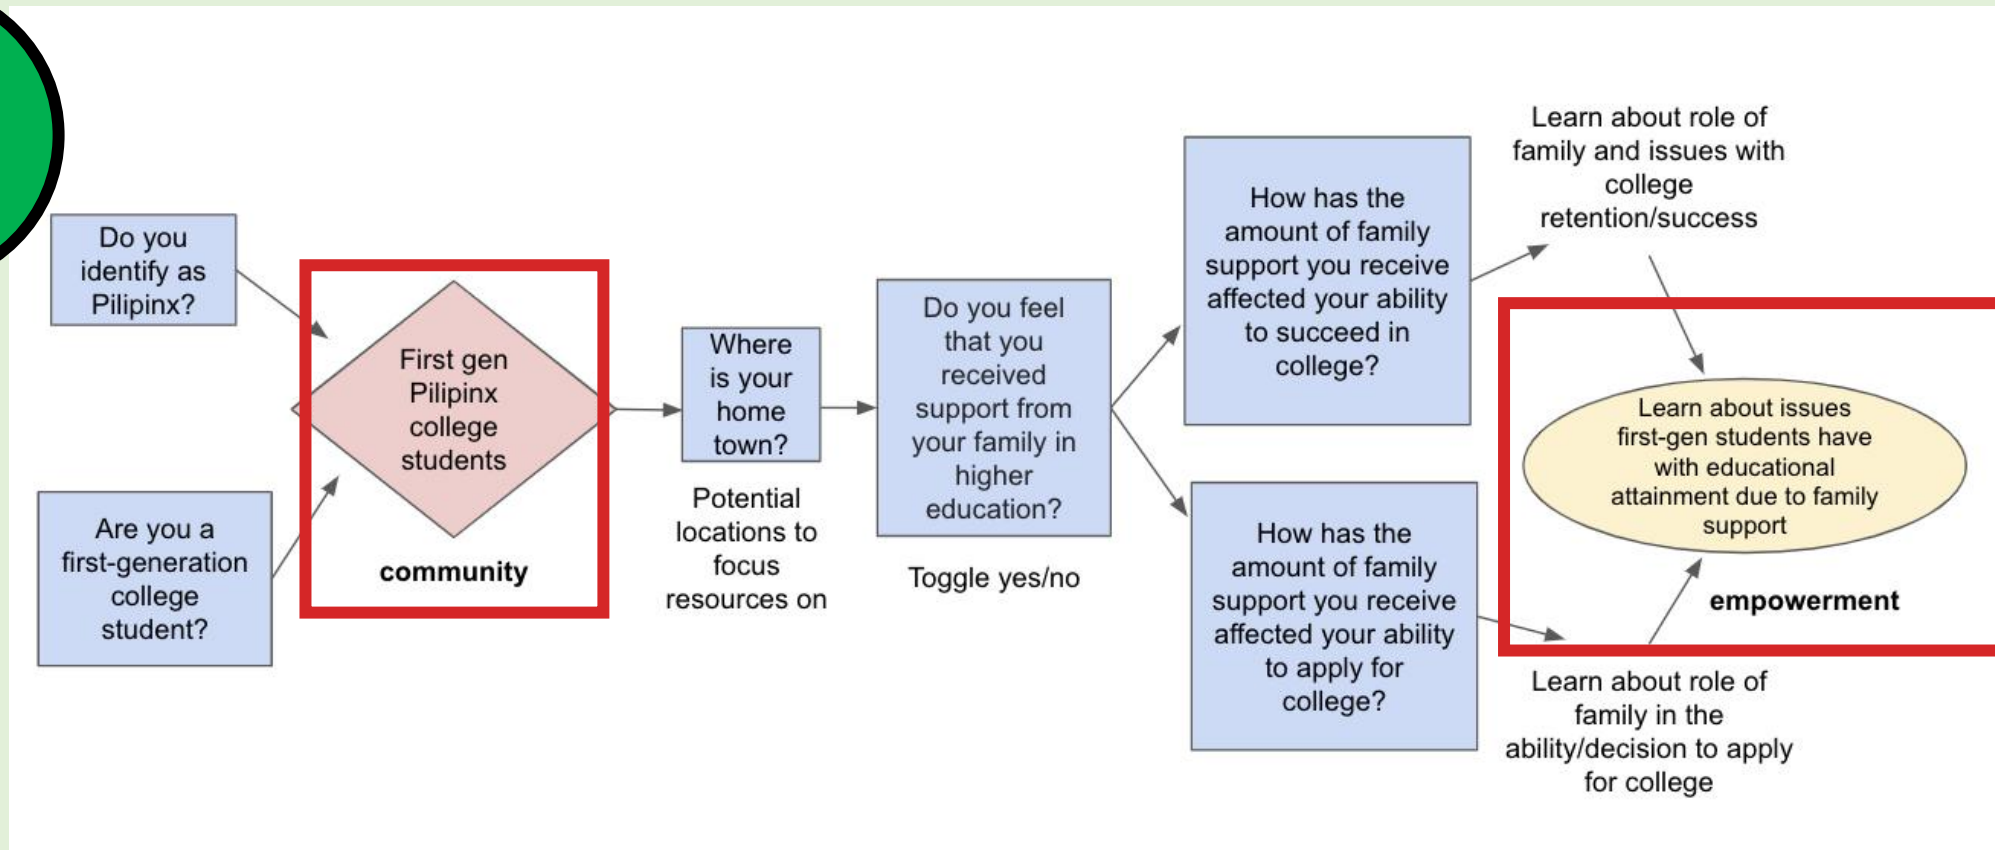 Do you
identify as
Pilipinx?
Are you a
first-generation
college
student?
First gen
Pilipinx
college
students
community
Where
is your
home
town?
Potential
locations to
focus
resources on
Do you feel
that you
received
support from
your family in
higher
education?
Toggle yes/no
How has the
amount of family
support you receive
affected your ability
to succeed in
college?
How has the
amount of family
support you receive
affected your ability
to apply for
college?
Learn about role of
family and issues with
college
retention/success
Learn about issues
first-gen students have
with educational
attainment due to family
support
empowerment
Learn about role of
family in the
ability/decision to apply
for college